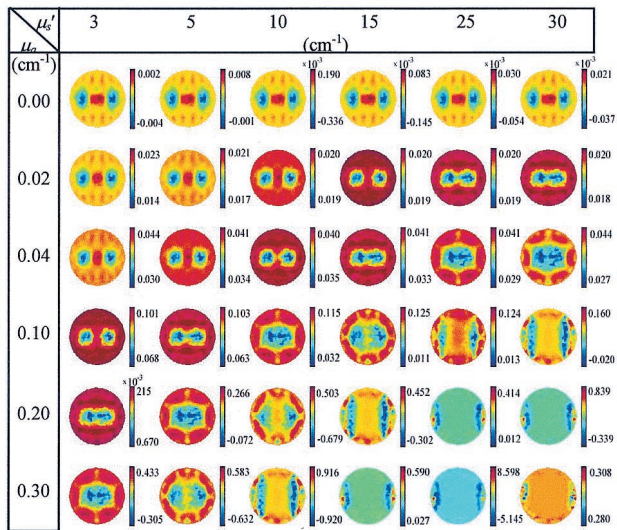 μs' 3 5 10 15 25 30
μa (cm-1)
(cm-1) ×10-3 ×10-3 ×10-3 ×10-3
0.00 0.002 -0.004 0.008 -0.001 0.190 -0.336 0.083 -0.145 0.030 -0.054 0.021 -0.037
0.02 0.023 0.014 0.021 0.017 0.020 0.019 0.020 0.019 0.020 0.019 0.020 0.018
0.04 0.044 0.030 0.041 0.034 0.040 0.035 0.041 0.033 0.041 0.029 0.044 0.027
0.10 0.101 0.068 0.103 0.063 0.115 0.032 0.125 0.011 0.124 0.013 0.160 -0.020
×10-3
0.20 215 0.670 0.266 -0.072 0.503 -0.679 0.452 -0.302 0.414 0.012 0.839 -0.339
0.30 0.433 -0.305 0.583 -0.632 0.916 -0.920 0.590 0.027 8.598 -5.145 0.308 0.280